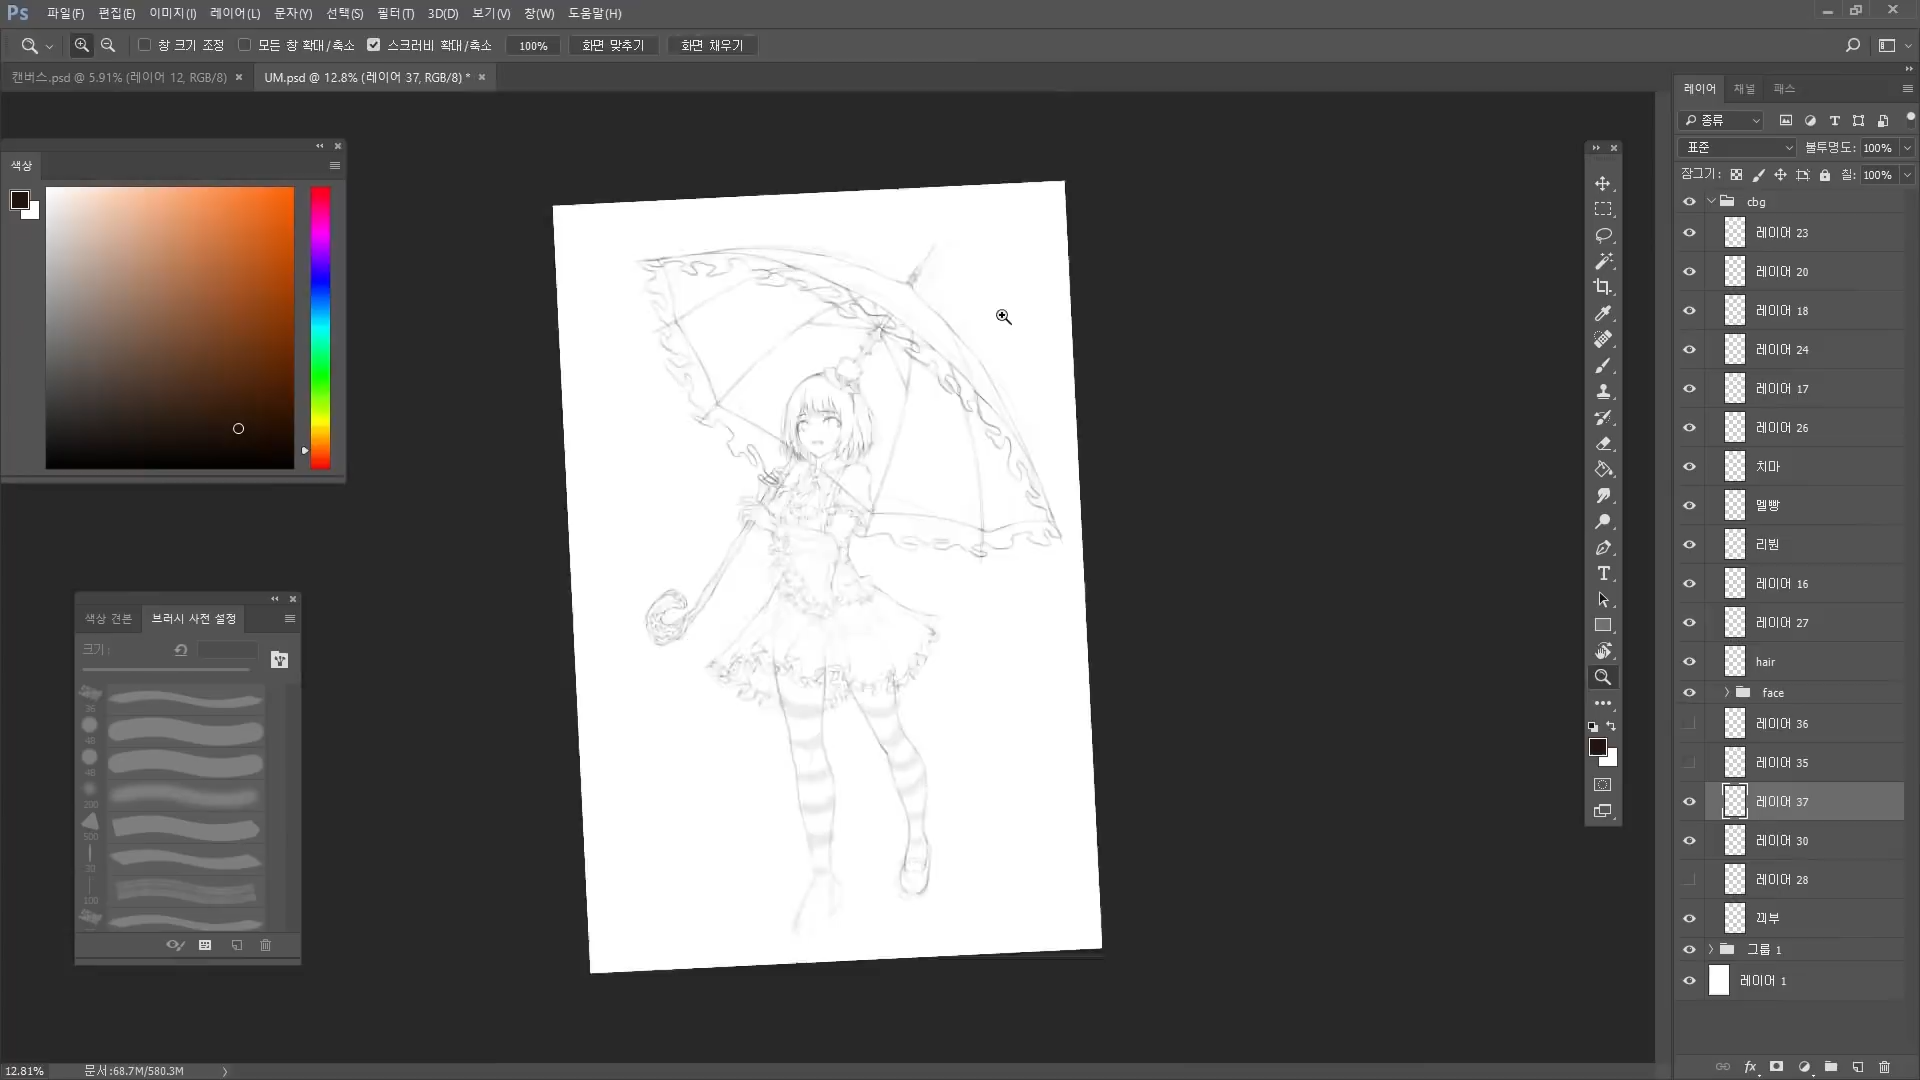 Ps 파일(F) 편집(E) 이미지(I) 레이어(L) 문자(Y) 선택(S) 필터(T) 3D(D) 보기(V) 창(W) 도움말(H)
창 크기 조정 모든 창 확대/축소 스크러비 확대/축소 100% 화면 맞추기 화면 채우기
캔버스.psd @ 5.91% (레이어 12, RGB/8) × UM.psd @ 12.8% (레이어 37, RGB/8) * ×
레이어 채널 패스
종류
표준 불투명도: 100%
잠그기: 칠: 100%
색상
cbg
레이어 23
레이어 20
레이어 18
레이어 24
레이어 17
레이어 26
치마
멜빵
리뷘
레이어 16
레이어 27
hair
face
레이어 36
레이어 35
레이어 37
레이어 30
레이어 28
끠부
그룹 1
레이어 1
색상 견본 브러시 사전 설정
크기:
36
48
48
200
500
30
100
12.81% 문서:68.7M/580.3M